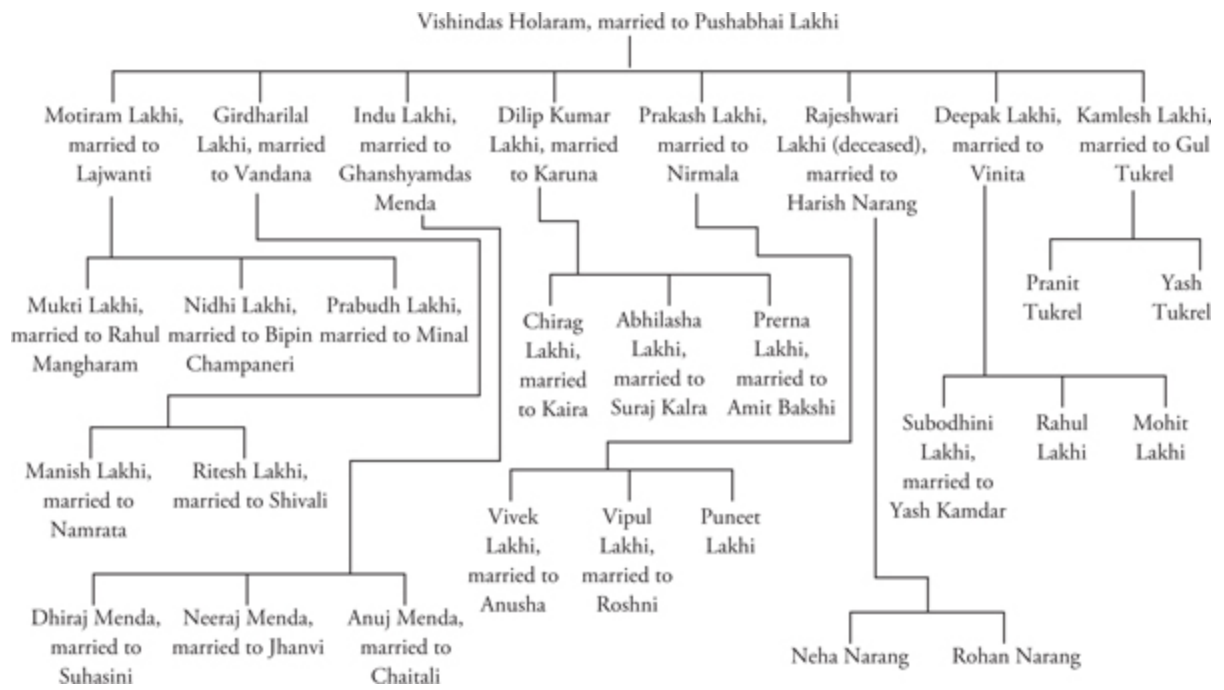 Vishindas Holaram, married to Pushabhai Lakhi
Motiram Lakhi,
married to
Lajwanti
Girdharilal
Lakhi, married
to Vandana
Indu Lakhi,
married to
Ghanshyamdas
Menda
Dilip Kumar
Lakhi, married
to Karuna
Prakash Lakhi,
married to
Nirmala
Rajeshwari
Lakhi (deceased),
married to
Harish Narang
Deepak Lakhi,
married to
Vinita
Kamlesh Lakhi,
married to Gul
Tukrel
Mukti Lakhi,
married to Rahul
Mangharam
Nidhi Lakhi,
married to Bipin
Champaneri
Prabudh Lakhi,
married to Minal
Chirag
Lakhi,
married
to Kaira
Abhilasha
Lakhi,
married to
Suraj Kalra
Prerna
Lakhi,
married to
Amit Bakshi
Pranit
Tukrel
Yash
Tukrel
Subodhini
Lakhi,
married to
Yash Kamdar
Rahul
Lakhi
Mohit
Lakhi
Manish Lakhi,
married to
Namrata
Ritesh Lakhi,
married to Shivali
Vivek
Lakhi,
married to
Anusha
Vipul
Lakhi,
married to
Roshni
Puneet
Lakhi
Dhiraj Menda,
married to
Suhasini
Neeraj Menda,
married to Jhanvi
Anuj Menda,
married to
Chaitali
Neha Narang
Rohan Narang